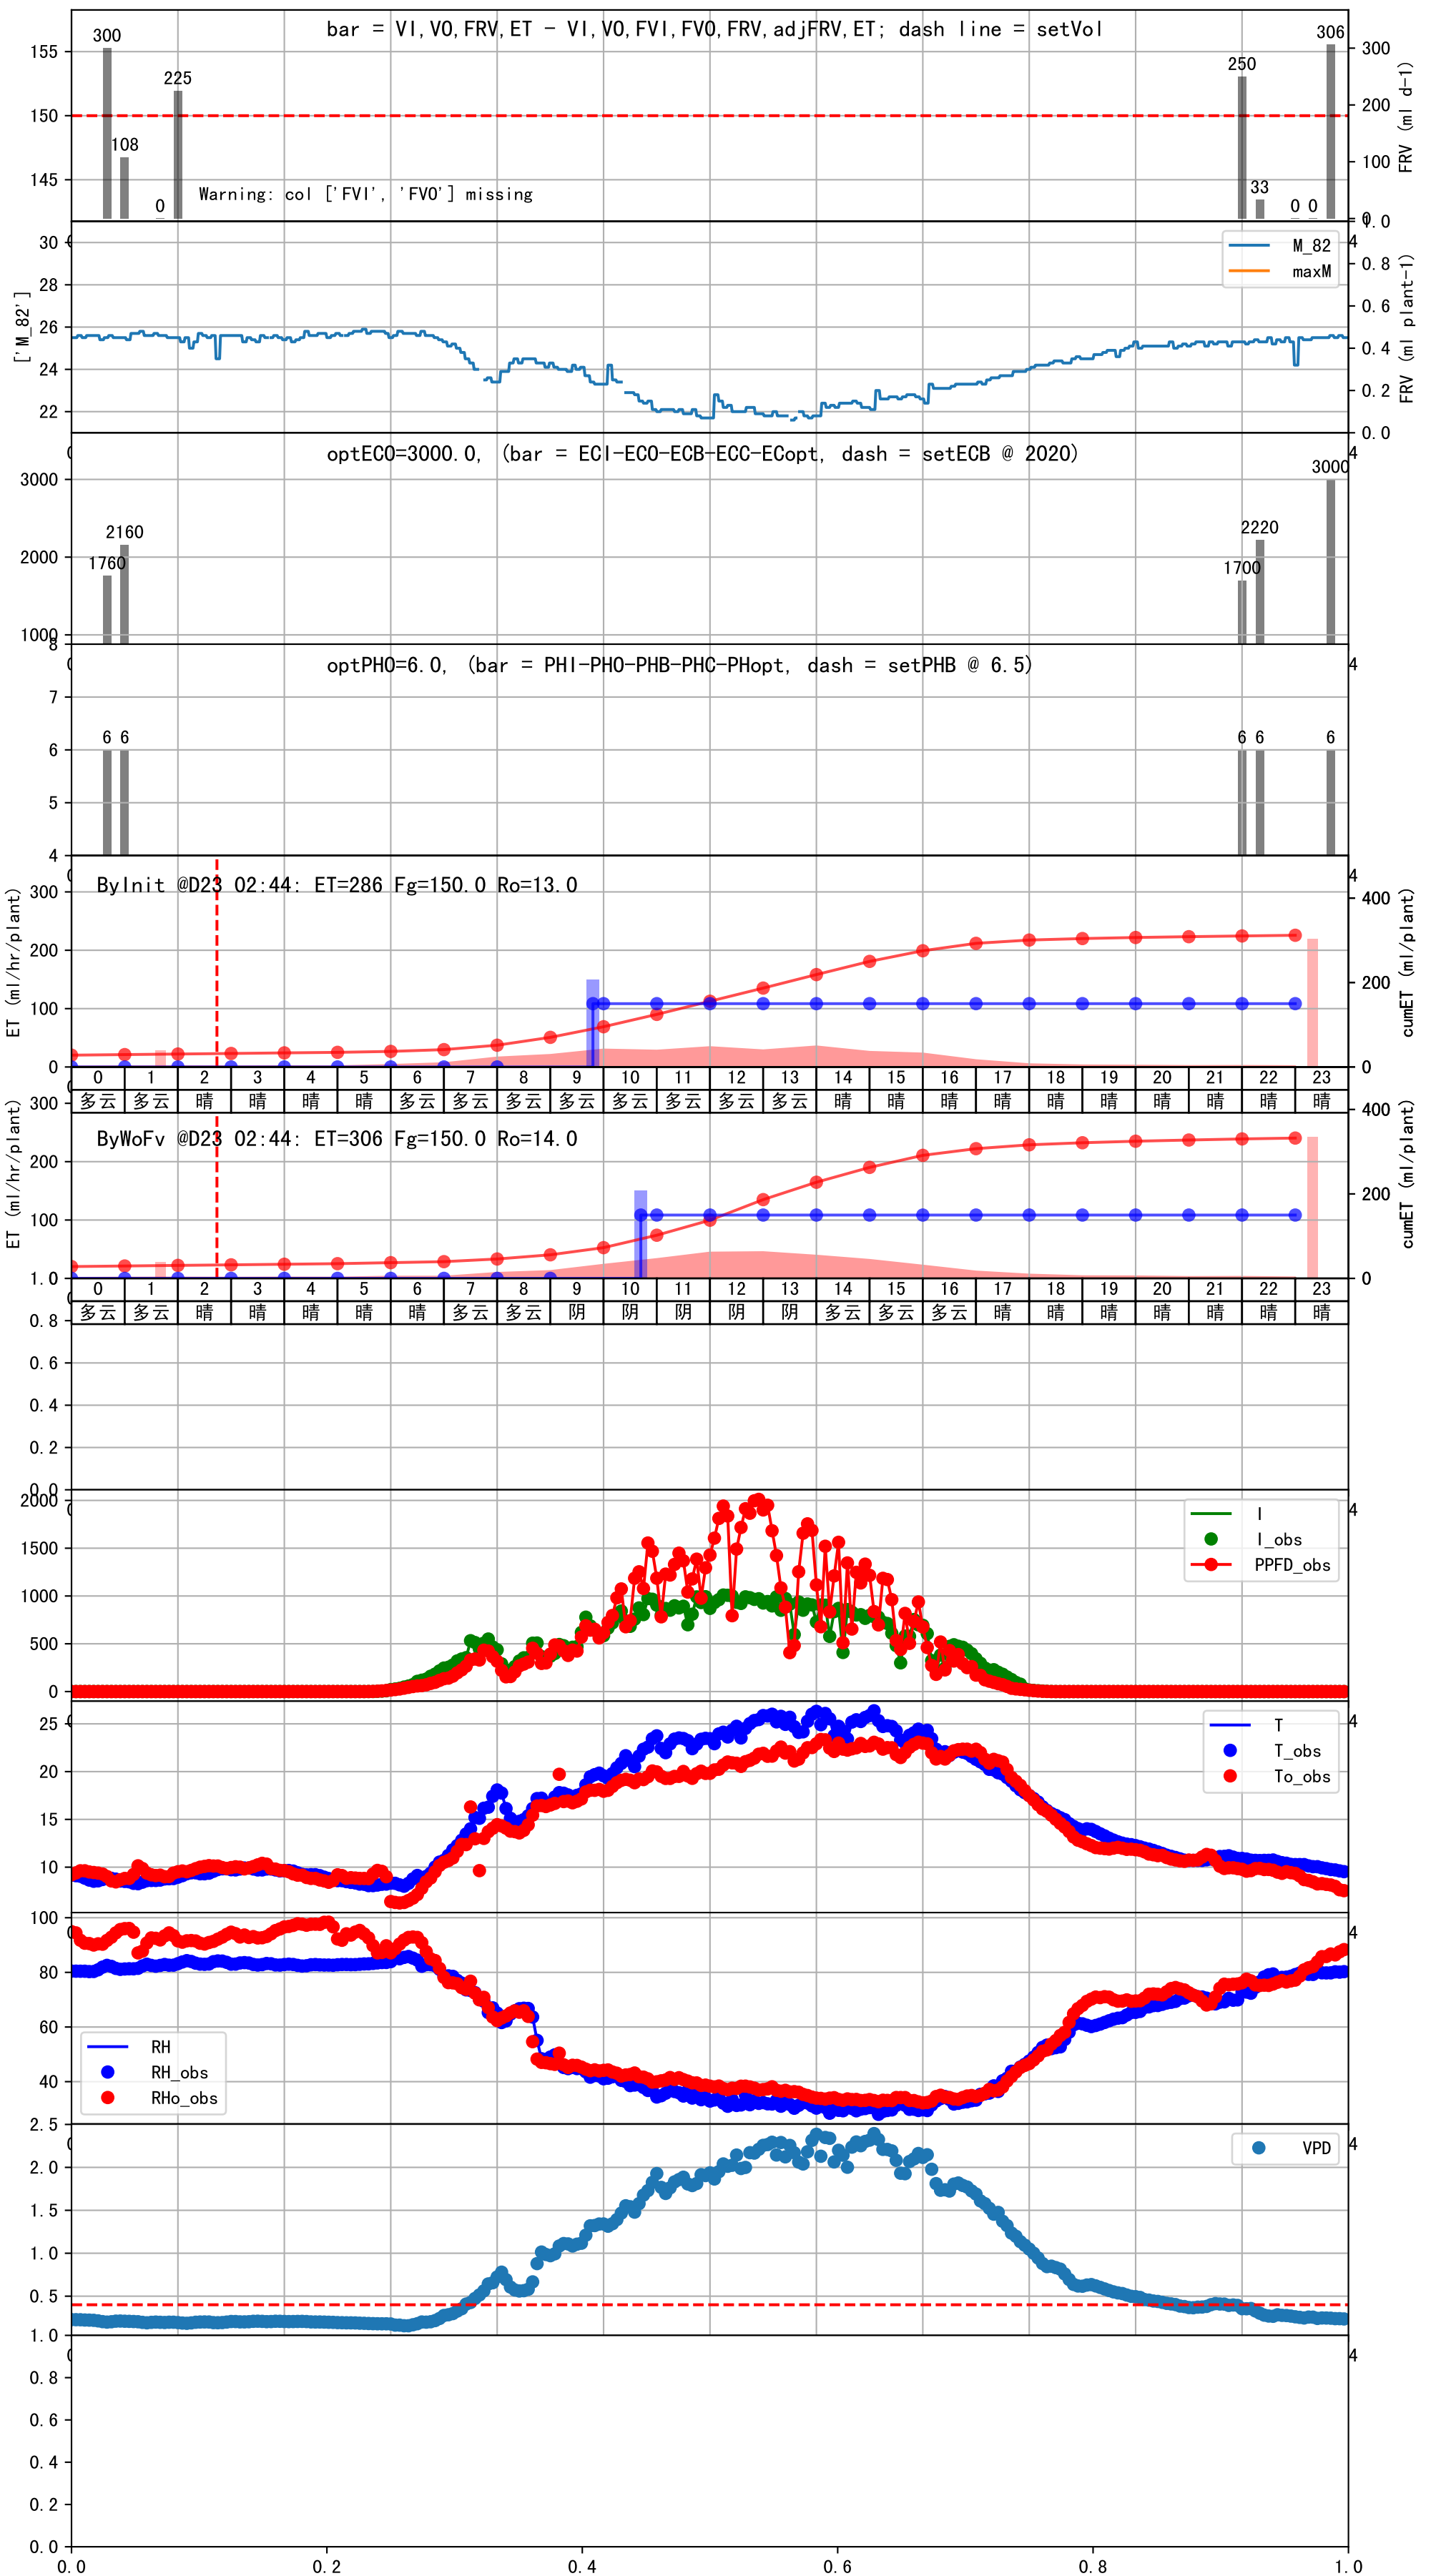 bar = VI,VO,FRV,ET - VI,VO,FVI,FVO,FRV,adjFRV,ET; dash line = setVol
300
108
0
225
250
33
0
0
306
155
150
145
300
200
100
FRV (ml d-1)
Warning: col ['FVI', 'FVO'] missing
30
28
26
24
22
['M_82']
M_82
maxM
1.0
0.8
0.6
0.4
0.2
0.0
FRV (ml plant-1)
optECO=3000.0, (bar = ECI-ECO-ECB-ECC-ECopt, dash = setECB @ 2020)
3000
2000
1000
1760
2160
1700
2220
3000
optPHO=6.0, (bar = PHI-PHO-PHB-PHC-PHopt, dash = setPHB @ 6.5)
8
7
6
5
4
6
6
6
6
6
ByInit @D23 02:44: ET=286 Fg=150.0 Ro=13.0
ET (ml/hr/plant)
300
200
100
0
400
200
0
cumET (ml/plant)
0 1 2 3 4 5 6 7 8 9 10 11 12 13 14 15 16 17 18 19 20 21 22 23
多云 多云 晴 晴 晴 晴 多云 多云 多云 多云 多云 多云 多云 多云 晴 晴 晴 晴 晴 晴 晴 晴 晴 晴
ByWoFv @D23 02:44: ET=306 Fg=150.0 Ro=14.0
ET (ml/hr/plant)
300
200
100
400
200
0
cumET (ml/plant)
0 1 2 3 4 5 6 7 8 9 10 11 12 13 14 15 16 17 18 19 20 21 22 23
多云 多云 晴 晴 晴 晴 晴 多云 多云 阴 阴 阴 阴 阴 多云 多云 多云 晴 晴 晴 晴 晴 晴 晴
1.0
0.8
0.6
0.4
0.2
0.0
2000
1500
1000
500
0
I
I_obs
PPFD_obs
25
20
15
10
T
T_obs
To_obs
100
80
60
40
RH
RH_obs
RHo_obs
2.5
2.0
1.5
1.0
0.5
VPD
1.0
0.8
0.6
0.4
0.2
0.0
0.0 0.2 0.4 0.6 0.8 1.0